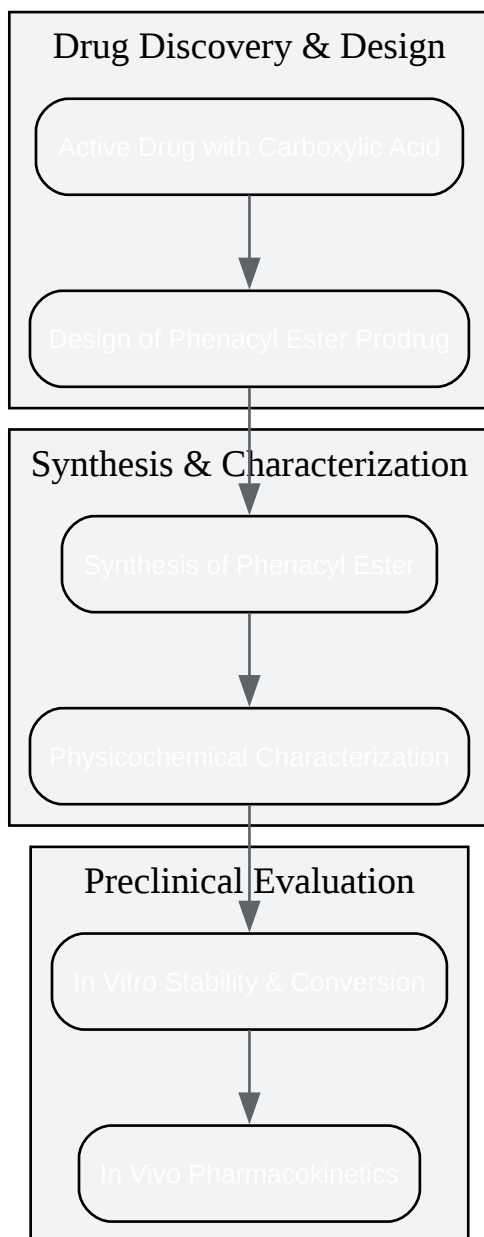 Drug Discovery & Design
Active Drug with Carboxylic Acid
Design of Phenacyl Ester Prodrug
Synthesis & Characterization
Synthesis of Phenacyl Ester
Physicochemical Characterization
Preclinical Evaluation
In Vitro Stability & Conversion
In Vivo Pharmacokinetics